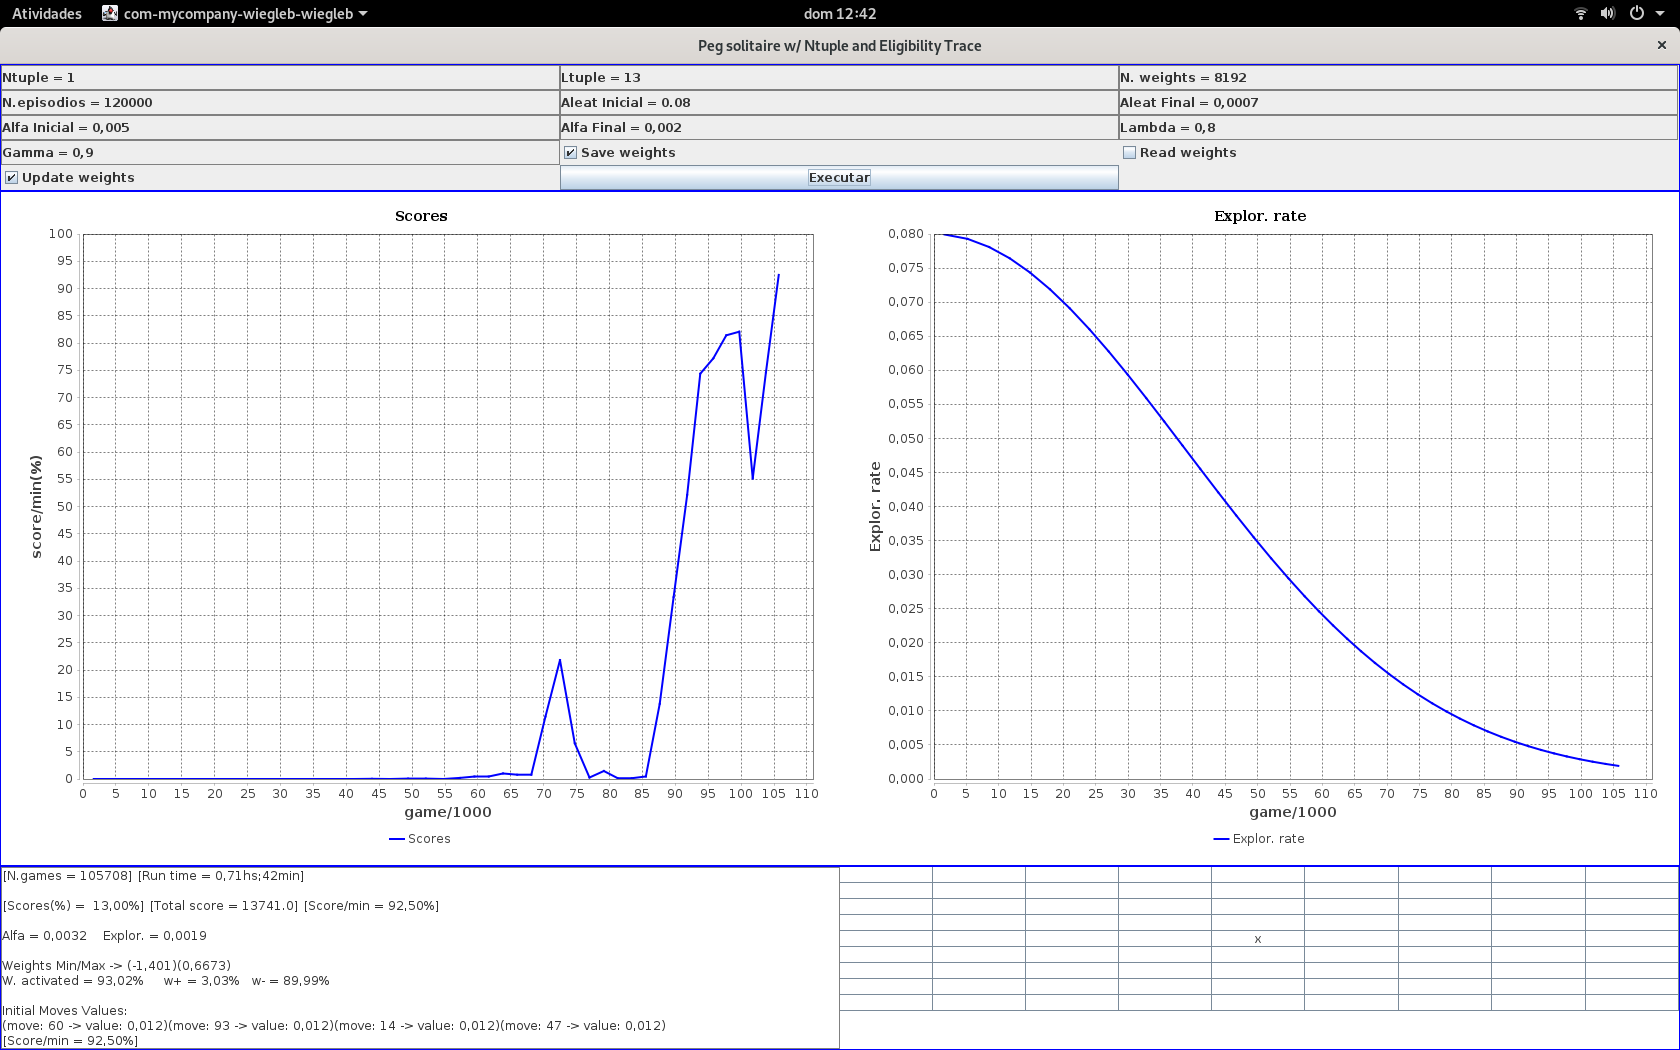 Atividades com-mycompany-wiegleb-wiegleb dom 12:42
Peg solitaire w/ Ntuple and Eligibility Trace
Ntuple = 1 Ltuple = 13 N. weights = 8192
N.episodios = 120000 Aleat Inicial = 0.08 Aleat Final = 0,0007
Alfa Inicial = 0,005 Alfa Final = 0,002 Lambda = 0,8
Gamma = 0,9 Save weights Read weights
Update weights Executar
Scores
100
95
90
85
80
75
70
65
60
55
50
45
40
35
30
25
20
15
10
5
0
score/min(%)
0 5 10 15 20 25 30 35 40 45 50 55 60 65 70 75 80 85 90 95 100 105 110
game/1000
Scores
Explor. rate
0,080
0,075
0,070
0,065
0,060
0,055
0,050
0,045
0,040
0,035
0,030
0,025
0,020
0,015
0,010
0,005
0,000
Explor. rate
0 5 10 15 20 25 30 35 40 45 50 55 60 65 70 75 80 85 90 95 100 105 110
game/1000
Explor. rate
[N.games = 105708] [Run time = 0,71hs;42min]
[Scores(%) = 13,00%] [Total score = 13741.0] [Score/min = 92,50%]
Alfa = 0,0032 Explor. = 0,0019
Weights Min/Max -> (-1,401)(0,6673)
W. activated = 93,02% w+ = 3,03% w- = 89,99%
Initial Moves Values:
(move: 60 -> value: 0,012)(move: 93 -> value: 0,012)(move: 14 -> value: 0,012)(move: 47 -> value: 0,012)
[Score/min = 92,50%]
x